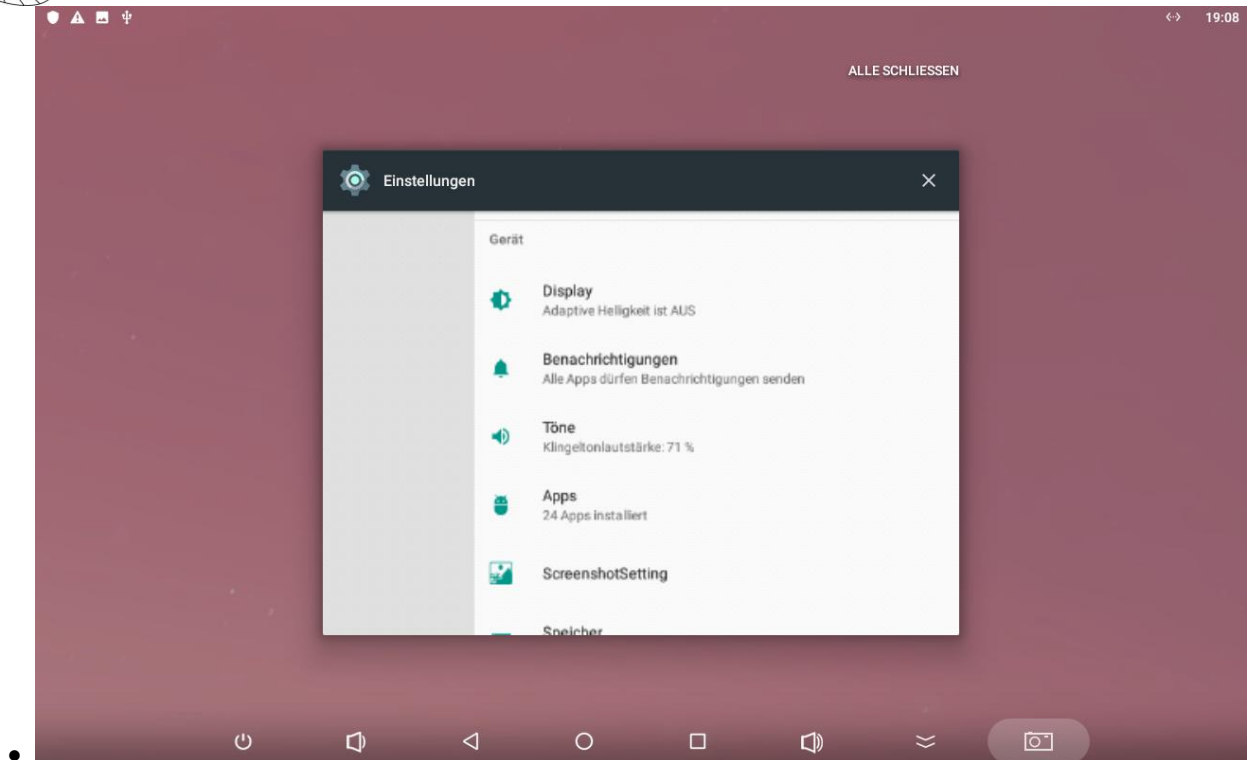 19:08
ALLE SCHLIESSEN
Einstellungen
Gerät
Display
Adaptive Helligkeit ist AUS
Benachrichtigungen
Alle Apps dürfen Benachrichtigungen senden
Töne
Klingeltonlautstärke: 71 %
Apps
24 Apps installiert
ScreenshotSetting
Speicher